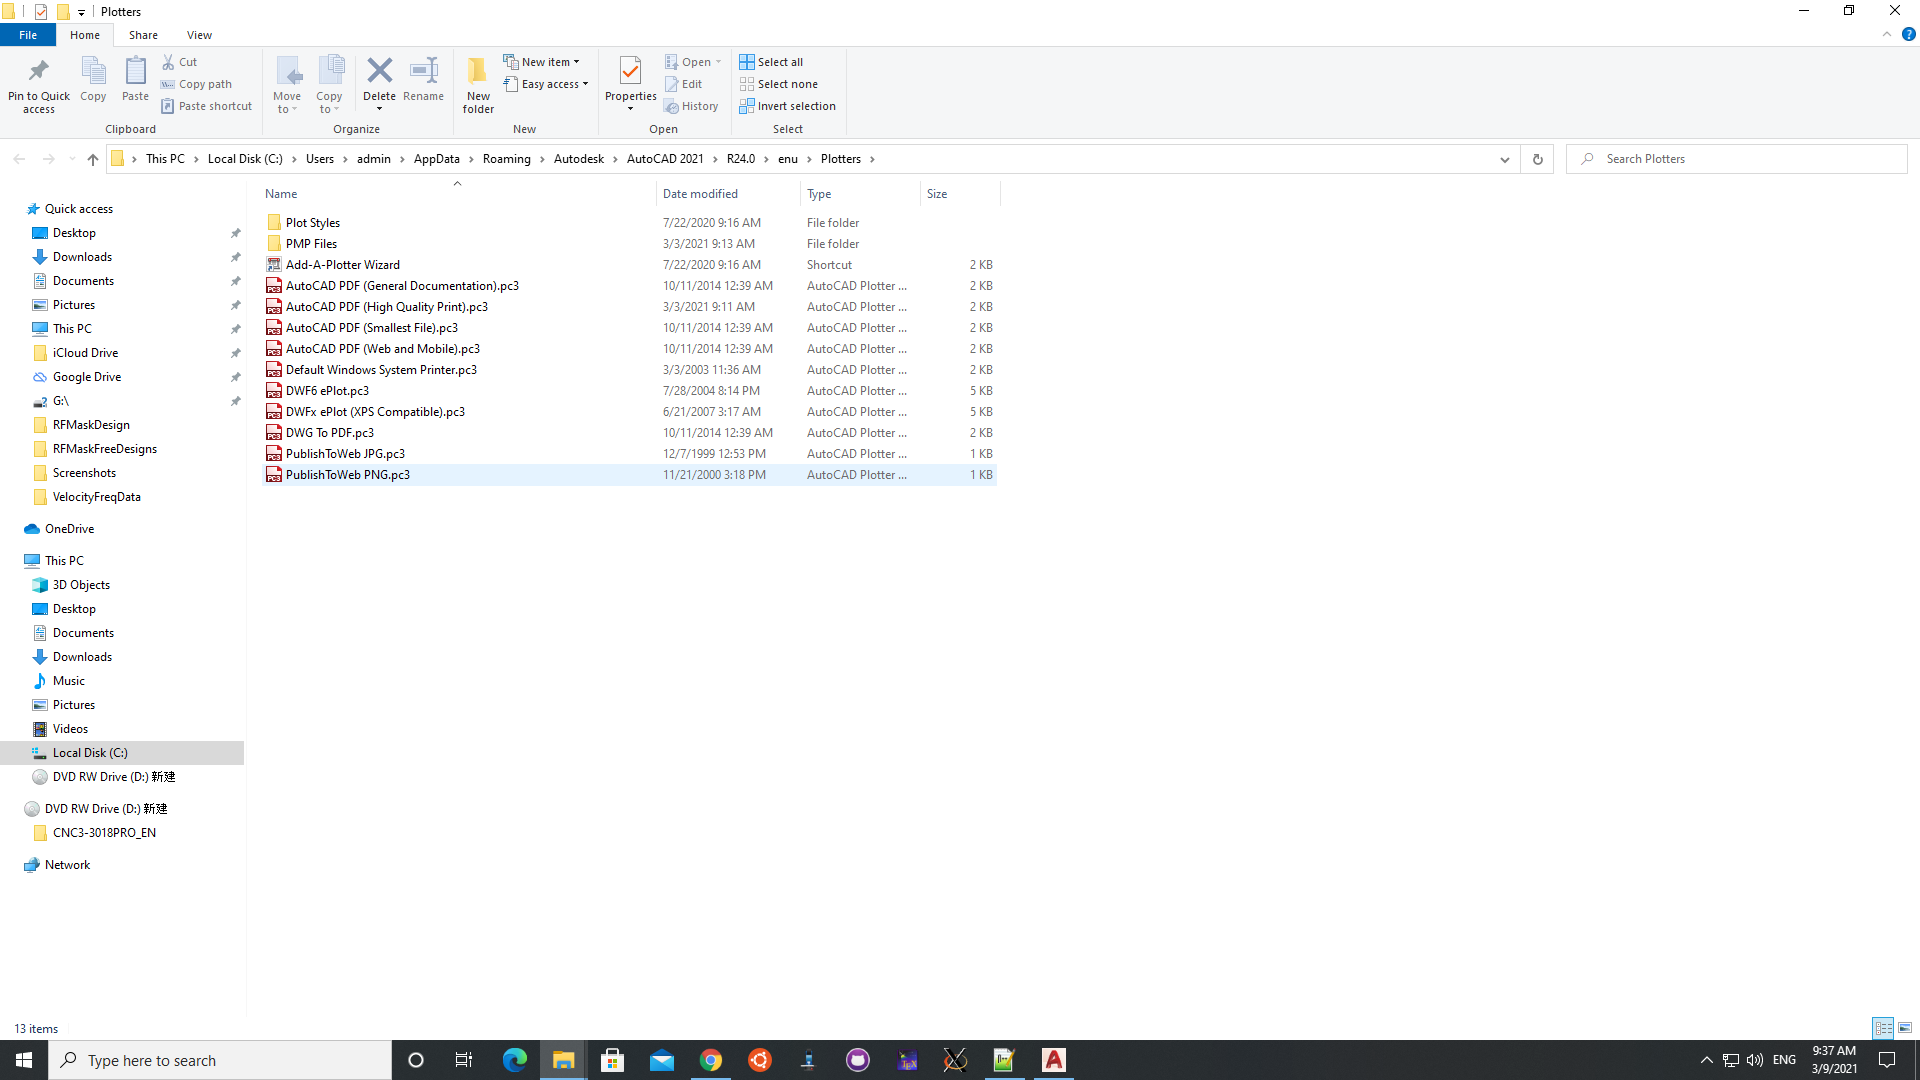 Plotters
File
Home
Share
View
Pin to Quick access
Copy
Paste
Cut
Copy path
Paste shortcut
Clipboard
Move to
Copy to
Delete
Rename
Organize
New folder
New item
Easy access
New
Properties
Open
Edit
History
Open
Select all
Select none
Invert selection
Select
This PC > Local Disk (C:) > Users > admin > AppData > Roaming > Autodesk > AutoCAD 2021 > R24.0 > enu > Plotters >
Search Plotters
Name Date modified Type Size
Plot Styles 7/22/2020 9:16 AM File folder
PMP Files 3/3/2021 9:13 AM File folder
Add-A-Plotter Wizard 7/22/2020 9:16 AM Shortcut 2 KB
AutoCAD PDF (General Documentation).pc3 10/11/2014 12:39 AM AutoCAD Plotter ... 2 KB
AutoCAD PDF (High Quality Print).pc3 3/3/2021 9:11 AM AutoCAD Plotter ... 2 KB
AutoCAD PDF (Smallest File).pc3 10/11/2014 12:39 AM AutoCAD Plotter ... 2 KB
AutoCAD PDF (Web and Mobile).pc3 10/11/2014 12:39 AM AutoCAD Plotter ... 2 KB
Default Windows System Printer.pc3 3/3/2003 11:36 AM AutoCAD Plotter ... 2 KB
DWF6 ePlot.pc3 7/28/2004 8:14 PM AutoCAD Plotter ... 5 KB
DWFx ePlot (XPS Compatible).pc3 6/21/2007 3:17 AM AutoCAD Plotter ... 5 KB
DWG To PDF.pc3 10/11/2014 12:39 AM AutoCAD Plotter ... 2 KB
PublishToWeb JPG.pc3 12/7/1999 12:53 PM AutoCAD Plotter ... 1 KB
PublishToWeb PNG.pc3 11/21/2000 3:18 PM AutoCAD Plotter ... 1 KB
Quick access
Desktop
Downloads
Documents
Pictures
This PC
iCloud Drive
Google Drive
G:\
RFMaskDesign
RFMaskFreeDesigns
Screenshots
VelocityFreqData
OneDrive
This PC
3D Objects
Desktop
Documents
Downloads
Music
Pictures
Videos
Local Disk (C:)
DVD RW Drive (D:) 新建
DVD RW Drive (D:) 新建
CNC3-3018PRO_EN
Network
13 items
Type here to search
ENG
9:37 AM
3/9/2021